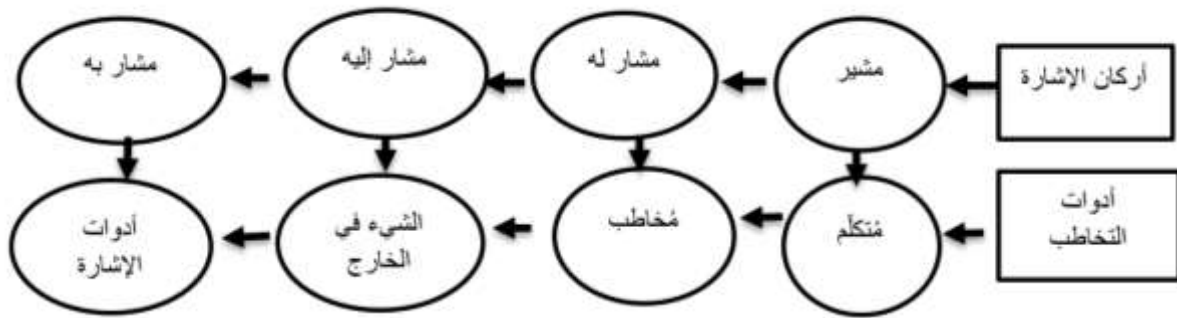 أركان الإشارة
مشير
مشار له
مشار إليه
مشار به
أدوات
التخاطب
مُتكلّم
مُخاطب
الشيء في
الخارج
أدوات
الإشارة